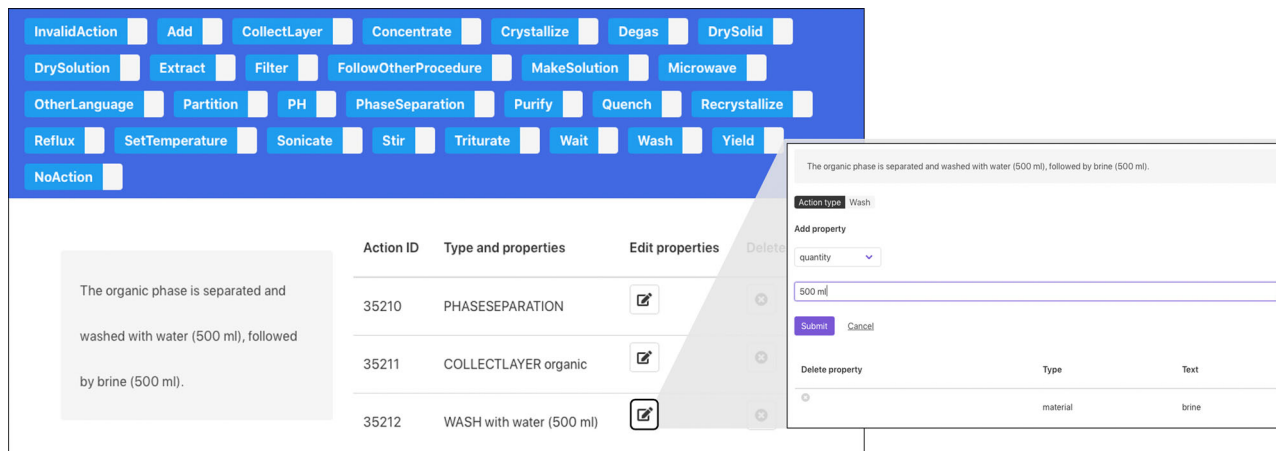 InvalidAction Add CollectLayer Concentrate Crystallize Degas DrySolid
DrySolution Extract Filter FollowOtherProcedure MakeSolution Microwave
OtherLanguage Partition PH PhaseSeparation Purify Quench Recrystallize
Reflux SetTemperature Sonicate Stir Triturate Wait Wash Yield
NoAction
The organic phase is separated and
washed with water (500 ml), followed
by brine (500 ml).
Action ID Type and properties Edit properties Delete
35210 PHASESEPARATION
35211 COLLECTLAYER organic
35212 WASH with water (500 ml)
The organic phase is separated and washed with water (500 ml), followed by brine (500 ml).
Action type Wash
Add property
quantity
500 ml
Submit Cancel
Delete property Type Text
material brine